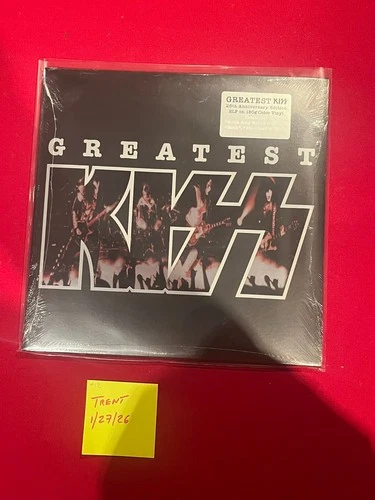 GREATEST KISS
25th Anniversary Edition
2LP on 180g Color Vinyl
GREATEST
KISS
TRENT
1/27/26